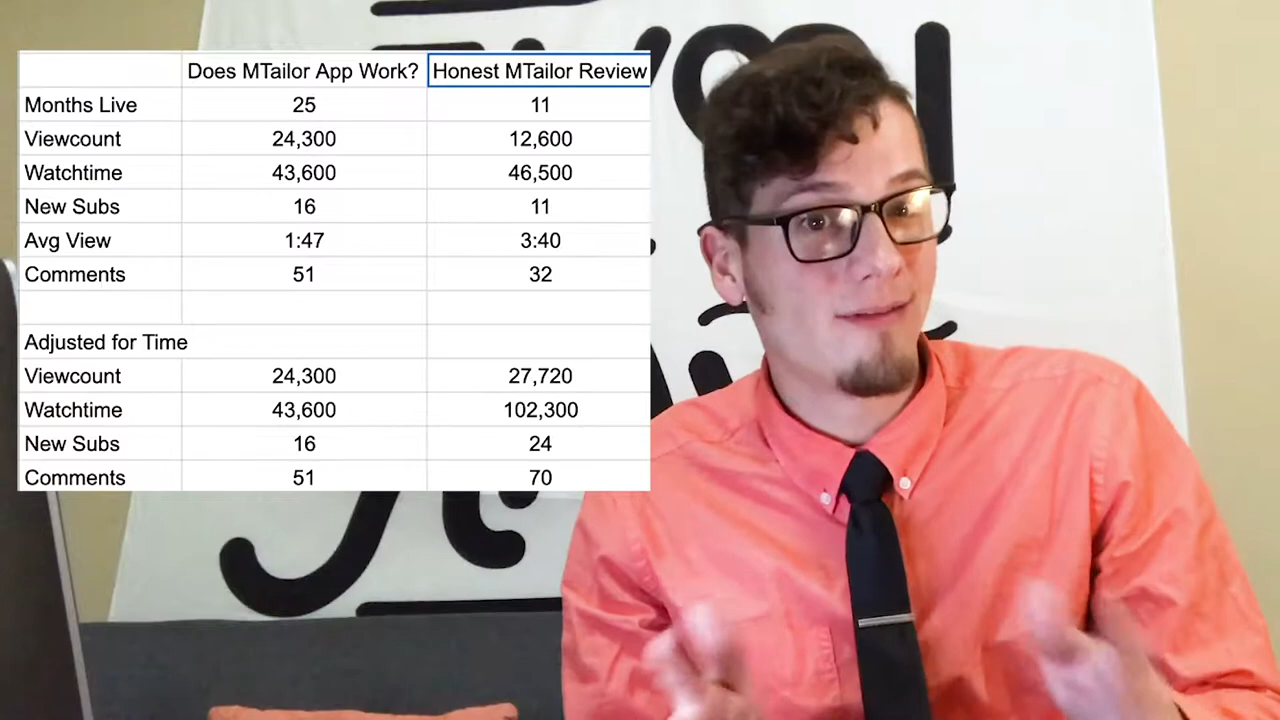 Does MTailor App Work? Honest MTailor Review
Months Live 25 11
Viewcount 24,300 12,600
Watchtime 43,600 46,500
New Subs 16 11
Avg View 1:47 3:40
Comments 51 32
Adjusted for Time
Viewcount 24,300 27,720
Watchtime 43,600 102,300
New Subs 16 24
Comments 51 70